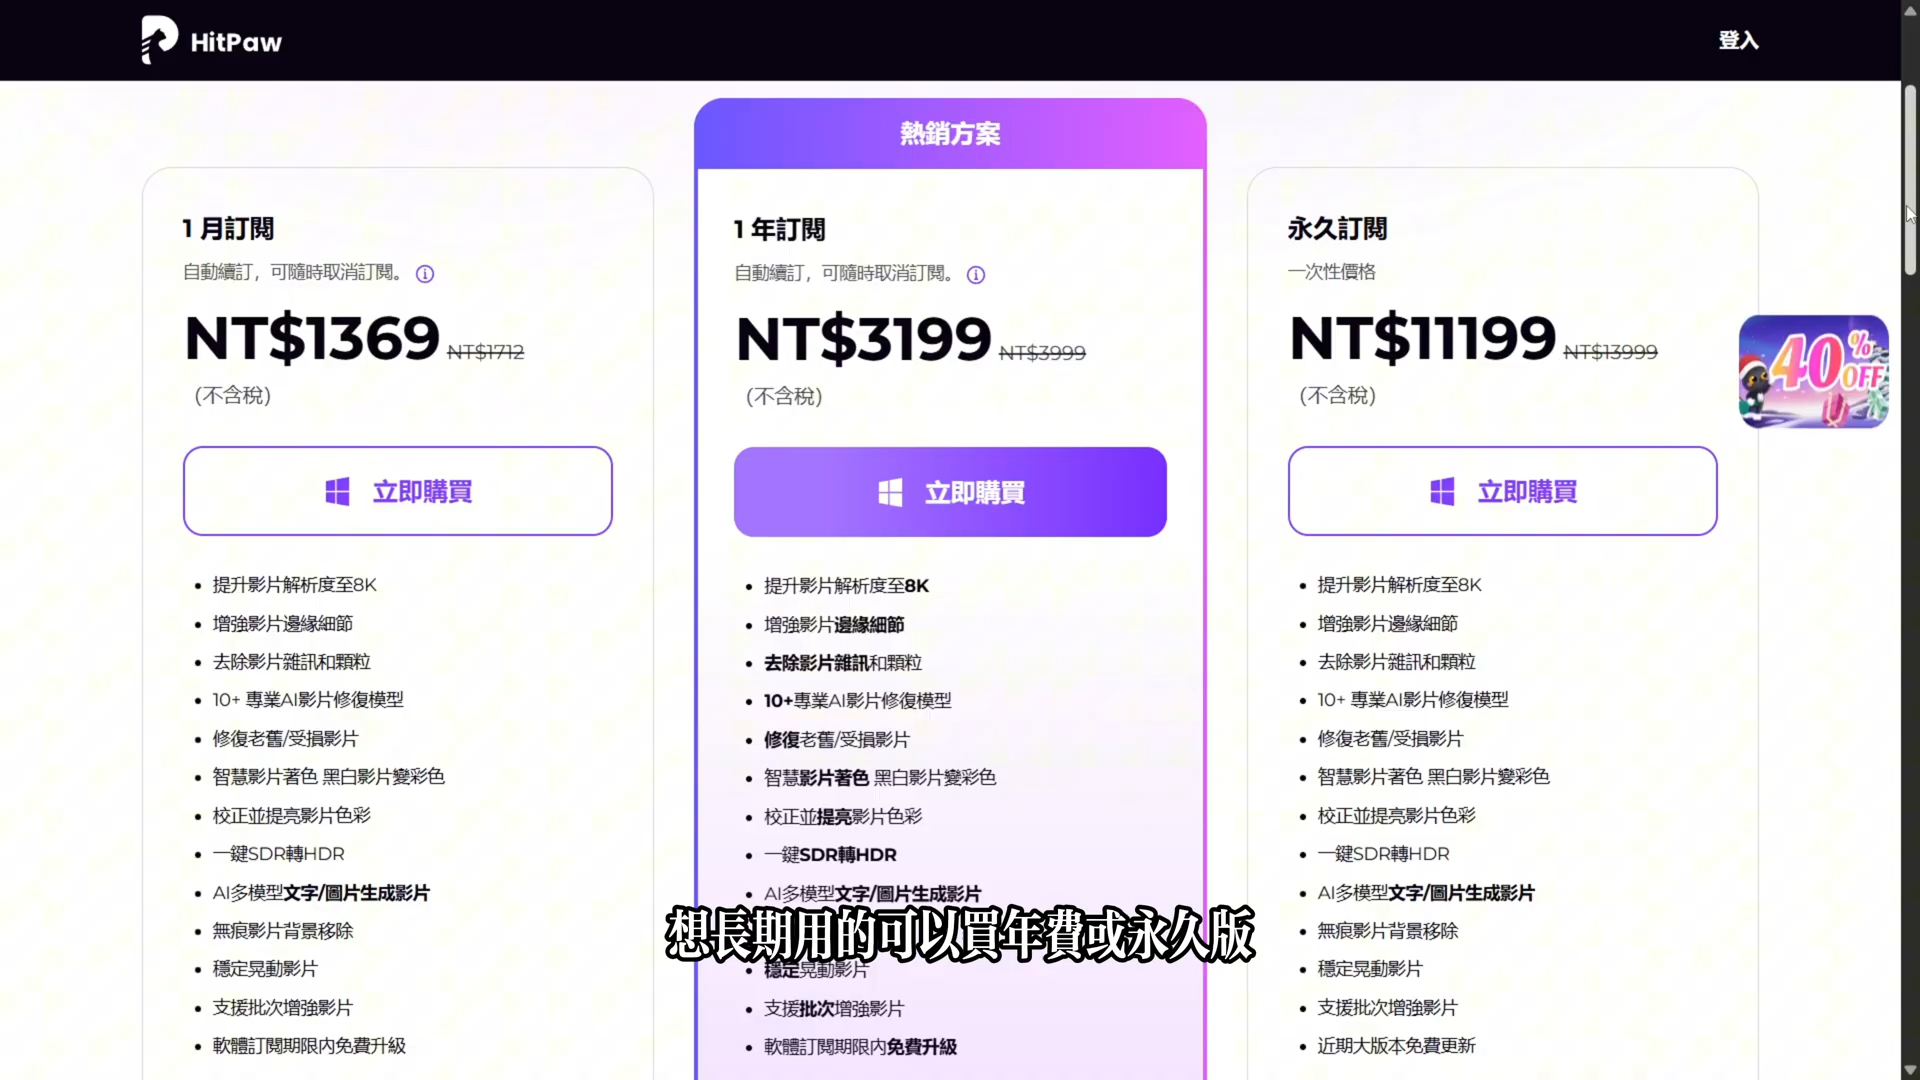 HitPaw
登入
熱銷方案
1 月訂閱
自動續訂，可隨時取消訂閱。
NT$1369 NT$1712
(不含稅)
立即購買
提升影片解析度至8K
增強影片邊緣細節
去除影片雜訊和顆粒
10+ 專業AI影片修復模型
修復老舊/受損影片
智慧影片著色 黑白影片變彩色
校正並提亮影片色彩
一鍵SDR轉HDR
AI多模型文字/圖片生成影片
無痕影片背景移除
穩定晃動影片
支援批次增強影片
軟體訂閱期限內免費升級
1 年訂閱
自動續訂，可隨時取消訂閱。
NT$3199 NT$3999
(不含稅)
立即購買
提升影片解析度至8K
增強影片邊緣細節
去除影片雜訊和顆粒
10+專業AI影片修復模型
修復老舊/受損影片
智慧影片著色 黑白影片變彩色
校正並提亮影片色彩
一鍵SDR轉HDR
AI多模型文字/圖片生成影片
穩定晃動影片
支援批次增強影片
軟體訂閱期限內免費升級
永久訂閱
一次性價格
NT$11199 NT$13999
(不含稅)
立即購買
提升影片解析度至8K
增強影片邊緣細節
去除影片雜訊和顆粒
10+ 專業AI影片修復模型
修復老舊/受損影片
智慧影片著色 黑白影片變彩色
校正並提亮影片色彩
一鍵SDR轉HDR
AI多模型文字/圖片生成影片
無痕影片背景移除
穩定晃動影片
支援批次增強影片
近期大版本免費更新
40% OFF
想長期用的可以買年費或永久版